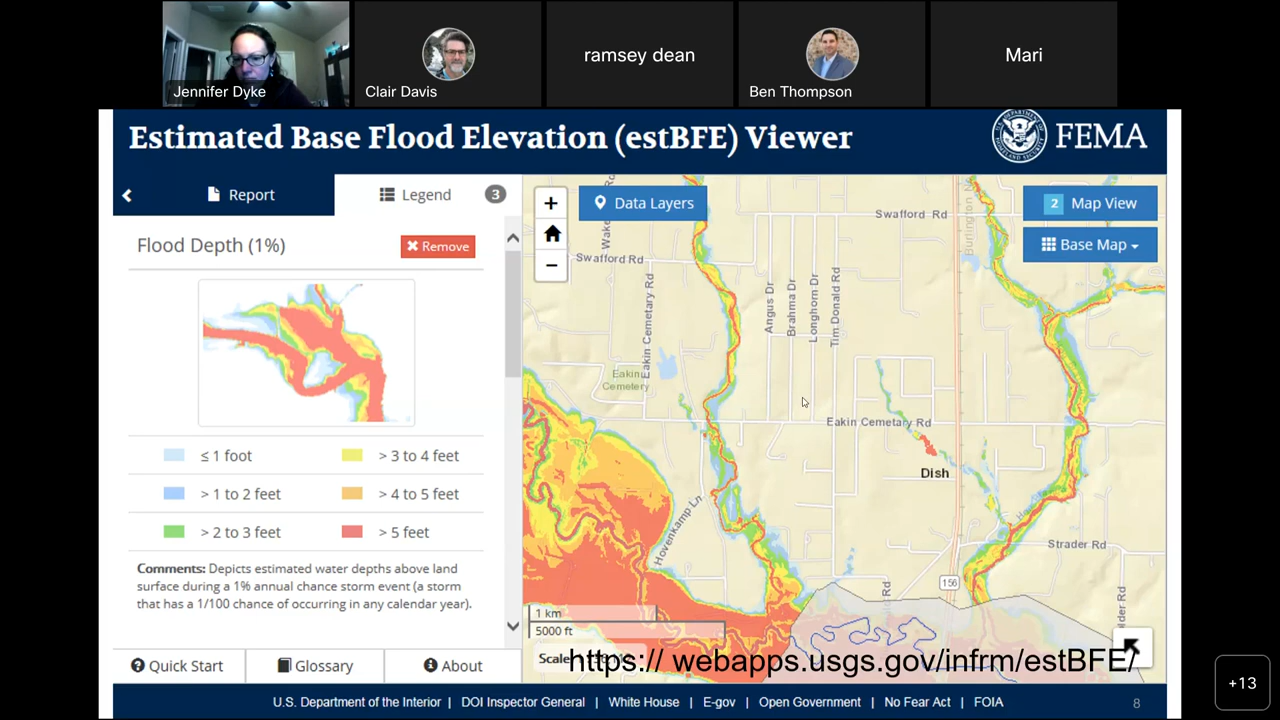 Jennifer Dyke
Clair Davis
ramsey dean
Ben Thompson
Mari
Estimated Base Flood Elevation (estBFE) Viewer
FEMA
Report
Legend
3
Flood Depth (1%)
Remove
≤ 1 foot
> 3 to 4 feet
> 1 to 2 feet
> 4 to 5 feet
> 2 to 3 feet
> 5 feet
Comments: Depicts estimated water depths above land
surface during a 1% annual chance storm event (a storm
that has a 1/100 chance of occurring in any calendar year).
Quick Start
Glossary
About
+
−
Data Layers
2 Map View
Base Map
Swafford Rd
Swafford Rd
Eakin Cemetery Rd
Angus Dr
Brahma Dr
Longhorn Dr
Tim Donald Rd
Eakin
Cemetery
Eakin Cemetary Rd
Dish
Hovenkamp Ln
Strader Rd
156
1 km
5000 ft
Scale
https:// webapps.usgs.gov/infrm/estBFE/
U.S. Department of the Interior | DOI Inspector General | White House | E-gov | Open Government | No Fear Act | FOIA
8
+13